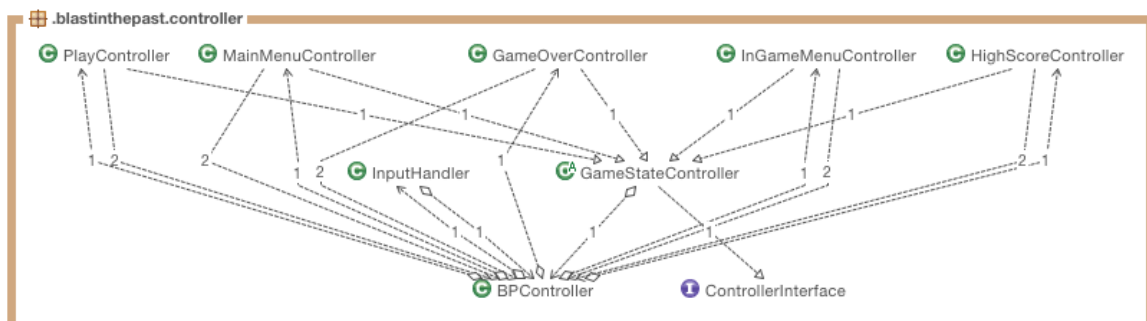 .blastinthepast.controller
C PlayController C MainMenuController C GameOverController C InGameMenuController C HighScoreController
1 1 1 1 1
1 2 2 1 2 1
C InputHandler C A GameStateController
1 2 1 2
1 1 1 1
C BPController I ControllerInterface